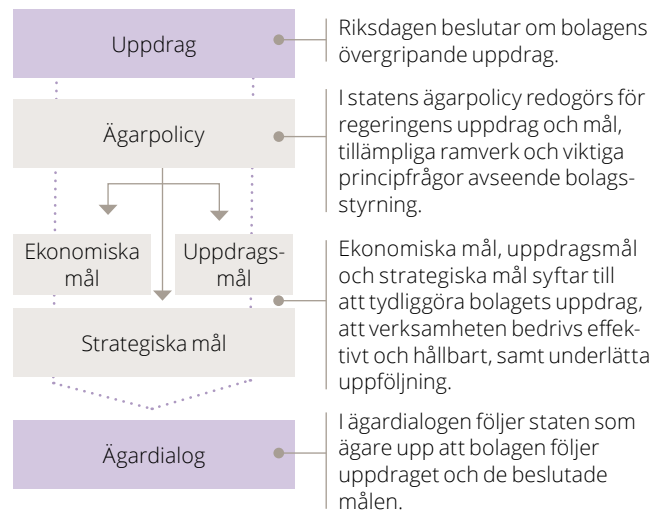 Uppdrag
Riksdagen beslutar om bolagens
övergripande uppdrag.
Ägarpolicy
I statens ägarpolicy redogörs för
regeringens uppdrag och mål,
tillämpliga ramverk och viktiga
principfrågor avseende bolags-
styrning.
Ekonomiska
mål
Uppdrags-
mål
Strategiska mål
Ekonomiska mål, uppdragsmål
och strategiska mål syftar till
att tydliggöra bolagets uppdrag,
att verksamheten bedrivs effek-
tivt och hållbart, samt underlätta
uppföljning.
Ägardialog
I ägardialogen följer staten som
ägare upp att bolagen följer
uppdraget och de beslutade
målen.